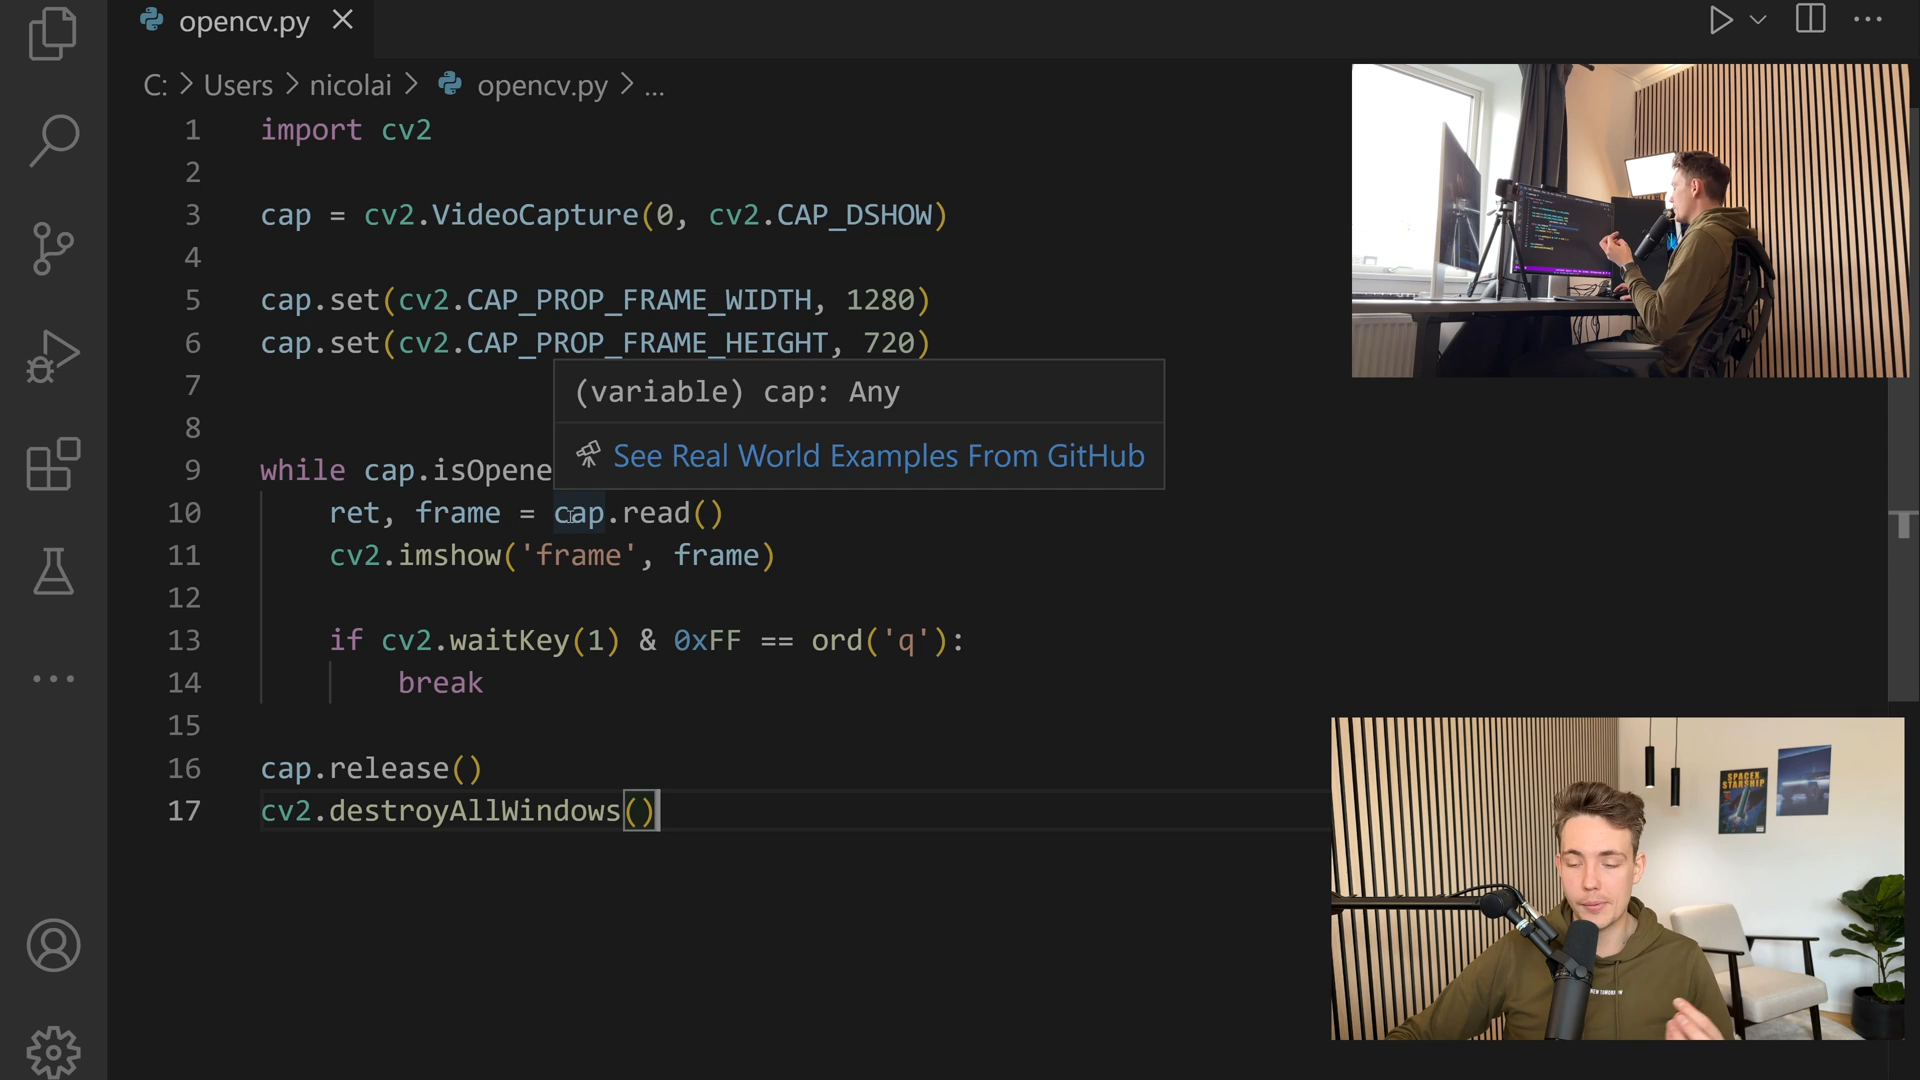 opencv.py
C: > Users > nicolai > opencv.py > ...
1 import cv2
2
3 cap = cv2.VideoCapture(0, cv2.CAP_DSHOW)
4
5 cap.set(cv2.CAP_PROP_FRAME_WIDTH, 1280)
6 cap.set(cv2.CAP_PROP_FRAME_HEIGHT, 720)
7
(variable) cap: Any
8
See Real World Examples From GitHub
9 while cap.isOpene
10 ret, frame = cap.read()
11 cv2.imshow('frame', frame)
12
13 if cv2.waitKey(1) & 0xFF == ord('q'):
14 break
15
16 cap.release()
17 cv2.destroyAllWindows()
SPACEX
STARSHIP